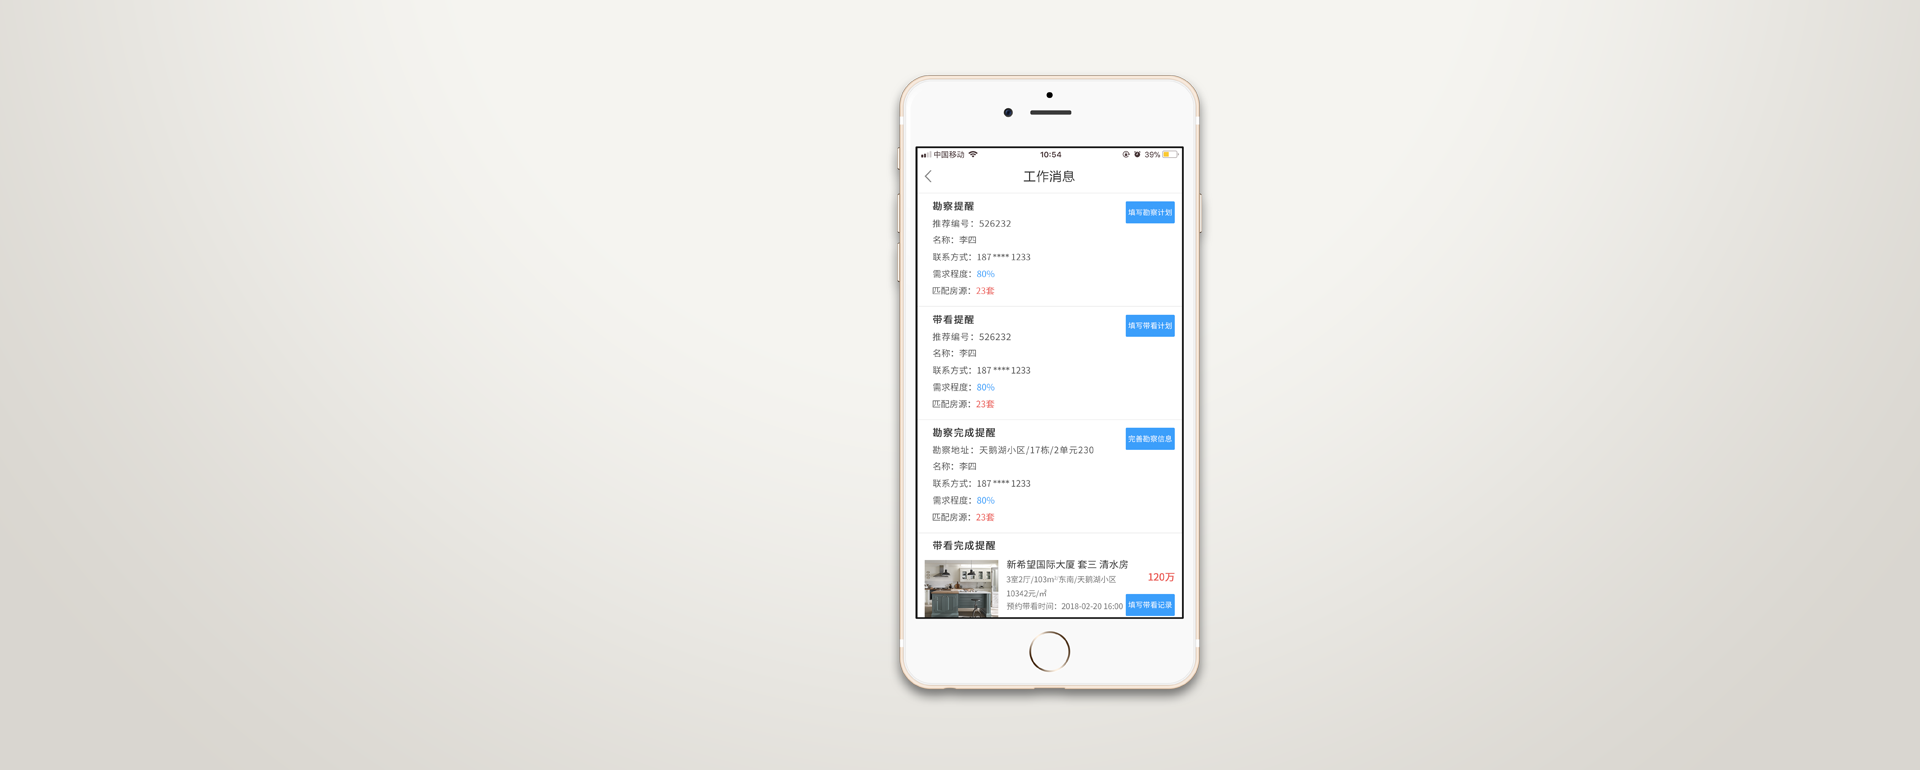 中国移动 10:54 39%
工作消息
勘察提醒
填写勘察计划
推荐编号：526232
名称：李四
联系方式：187****1233
需求程度：80%
匹配房源：23套
带看提醒
填写带看计划
推荐编号：526232
名称：李四
联系方式：187****1233
需求程度：80%
匹配房源：23套
勘察完成提醒
完善勘察信息
勘察地址：天鹅湖小区/17栋/2单元230
名称：李四
联系方式：187****1233
需求程度：80%
匹配房源：23套
带看完成提醒
新希望国际大厦 套三 清水房
3室2厅/103m²东南/天鹅湖小区
120万
10342元/㎡
预约带看时间：2018-02-20 16:00
填写带看记录